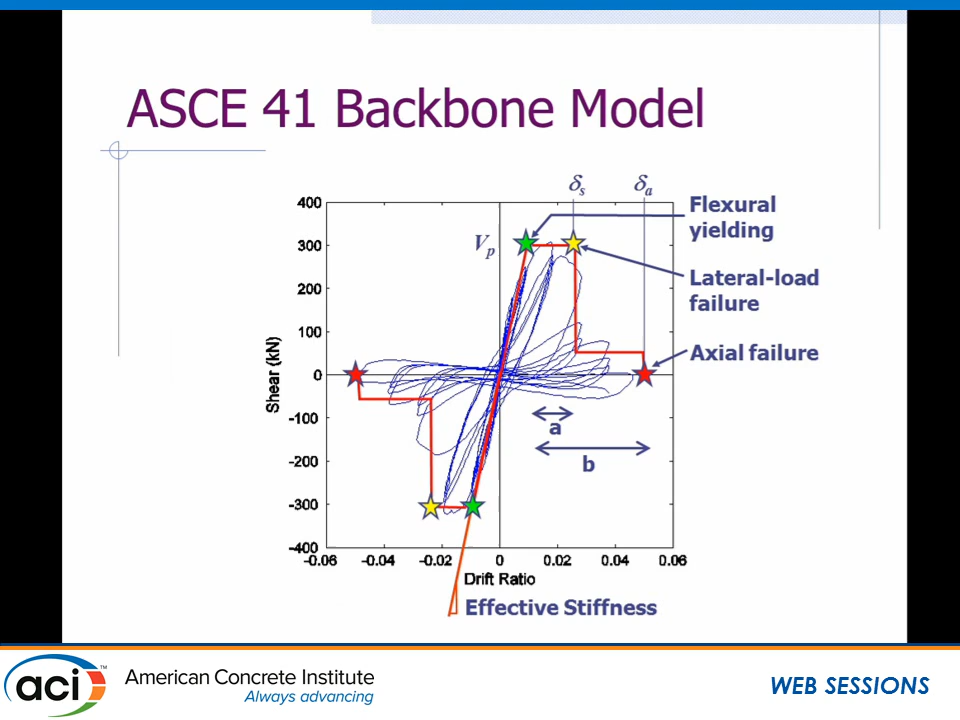 ASCE 41 Backbone Model
δs
δa
400
300
200
100
0
-100
-200
-300
-400
Shear (kN)
Vp
Flexural
yielding
Lateral-load
failure
Axial failure
a
b
-0.06
-0.04
-0.02
0
0.02
0.04
0.06
Drift Ratio
Effective Stiffness
aci™
American Concrete Institute
Always advancing
WEB SESSIONS